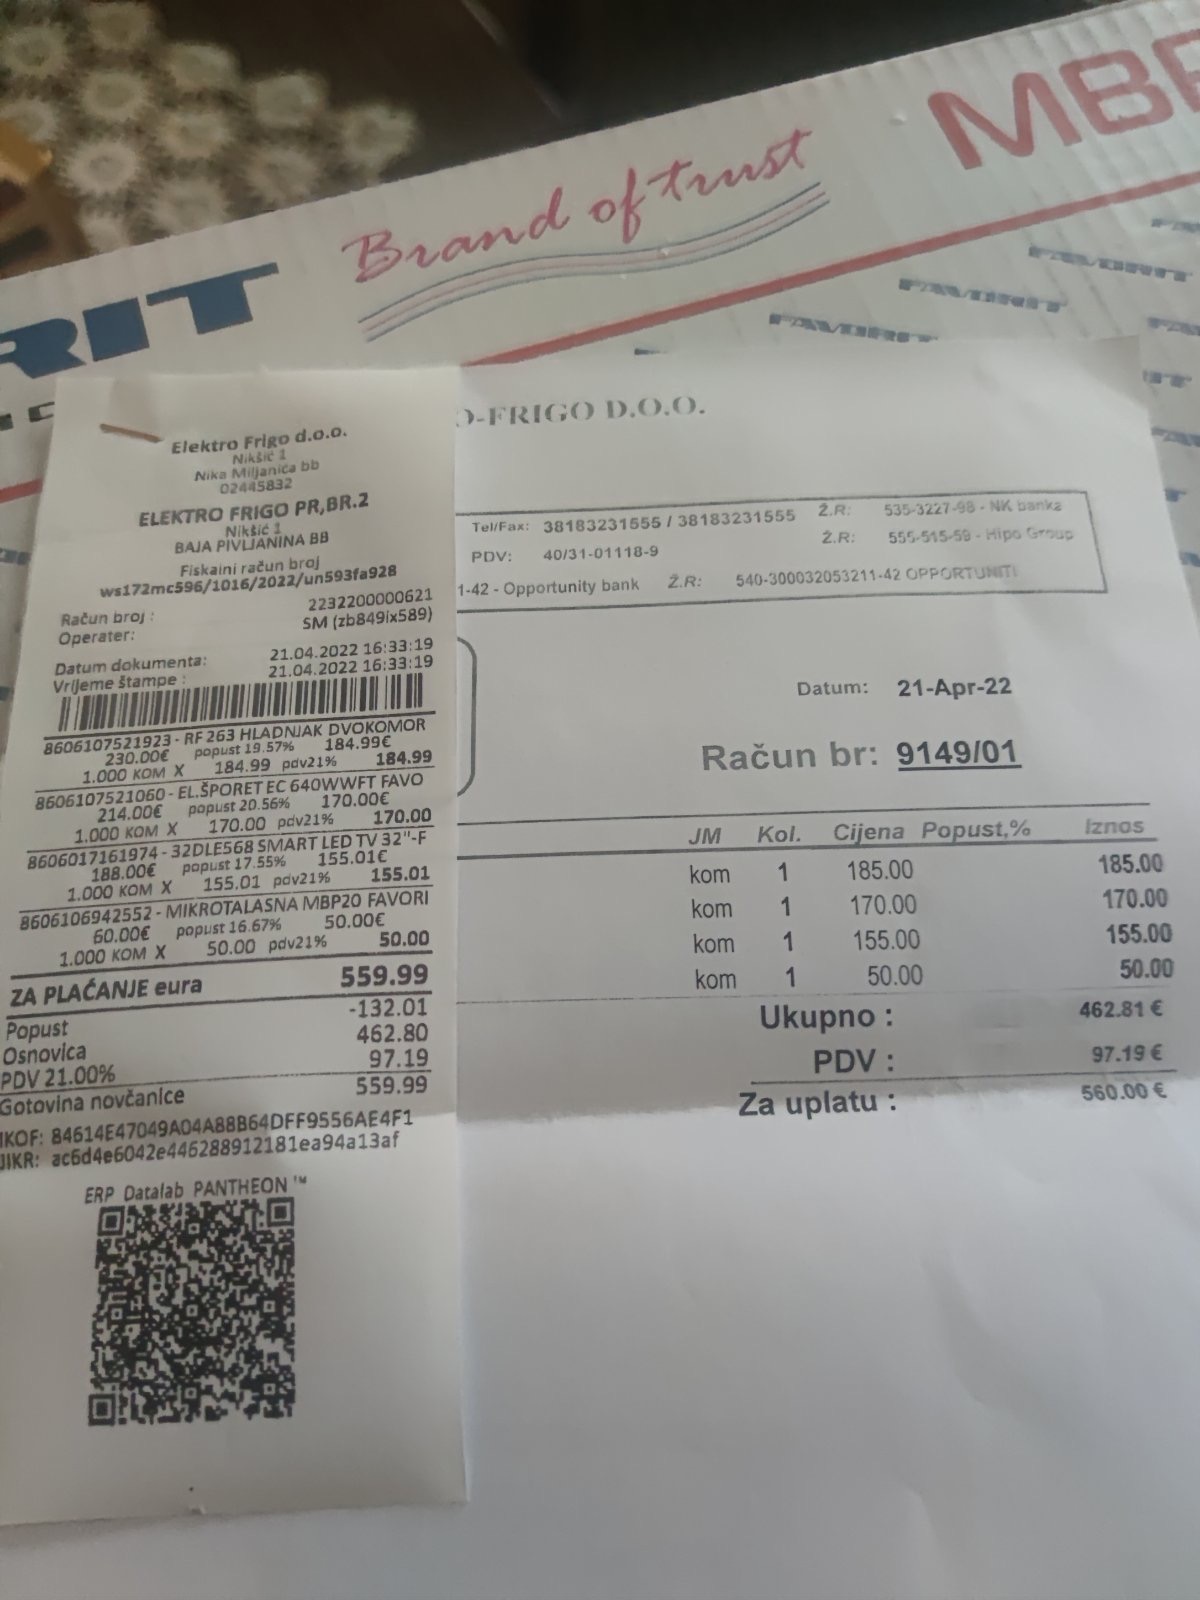 Brand of trust
RIT
FAVORIT
FAVORIT
FAVORIT
O-FRIGO D.O.O.
Elektro Frigo d.o.o.
Nikšić 1
Nika Miljanića bb
02445832
ELEKTRO FRIGO PR,BR.2
Nikšić 1
BAJA PIVLJANINA BB
Fiskalni račun broj
ws172mc596/1016/2022/un593fa928
Račun broj : 2232200000621
Operater: SM (zb849ix589)
Datum dokumenta: 21.04.2022 16:33:19
Vrijeme štampe : 21.04.2022 16:33:19
8606107521923 - RF 263 HLADNJAK DVOKOMOR
230.00€ popust 19.57% 184.99€
1.000 KOM X 184.99 pdv21% 184.99
8606107521060 - EL.ŠPORET EC 640WWFT FAVO
214.00€ popust 20.56% 170.00€
1.000 KOM X 170.00 pdv21% 170.00
8606017161974 - 32DLE568 SMART LED TV 32"-F
188.00€ popust 17.55% 155.01€
1.000 KOM X 155.01 pdv21% 155.01
8606106942552 - MIKROTALASNA MBP20 FAVORI
60.00€ popust 16.67% 50.00€
1.000 KOM X 50.00 pdv21% 50.00
ZA PLAĆANJE eura 559.99
Popust -132.01
Osnovica 462.80
PDV 21.00% 97.19
Gotovina novčanice 559.99
IKOF: 84614E47049A04A88B64DFF9556AE4F1
JIKR: ac6d4e6042e446288912181ea94a13af
ERP Datalab PANTHEON ™
Tel/Fax: 38183231555 / 38183231555 Ž.R: 535-3227-98 - NK banka
PDV: 40/31-01118-9 Ž.R: 555-515-59 - Hipo Group
1-42 - Opportunity bank Ž.R: 540-300032053211-42 OPPORTUNITI
Datum: 21-Apr-22
Račun br: 9149/01
JM Kol. Cijena Popust,% Iznos
kom 1 185.00 185.00
kom 1 170.00 170.00
kom 1 155.00 155.00
kom 1 50.00 50.00
Ukupno : 462.81 €
PDV : 97.19 €
Za uplatu : 560.00 €